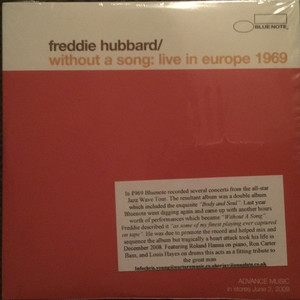 BLUE NOTE
freddie hubbard/
without a song: live in europe 1969
In 1969 Bluenote recorded several concerts from the all-star
Jazz Wave Tour. The resultant album was a double album
which included the exquisite "Body and Soul". Last year
Bluenote went digging again and came up with another hours
worth of performances which became "Without A Song".
Freddie described it "as some of my finest playing ever captured
on tape". He was due to promote the record and helped mix and
sequence the album but tragically a heart attack took his life in
December 2008. Featuring Roland Hanna on piano, Ron Carter
Bass, and Louis Hayes on drums this acts as a fitting tribute to
the great man
ADVANCE MUSIC
in stores June 2, 2009